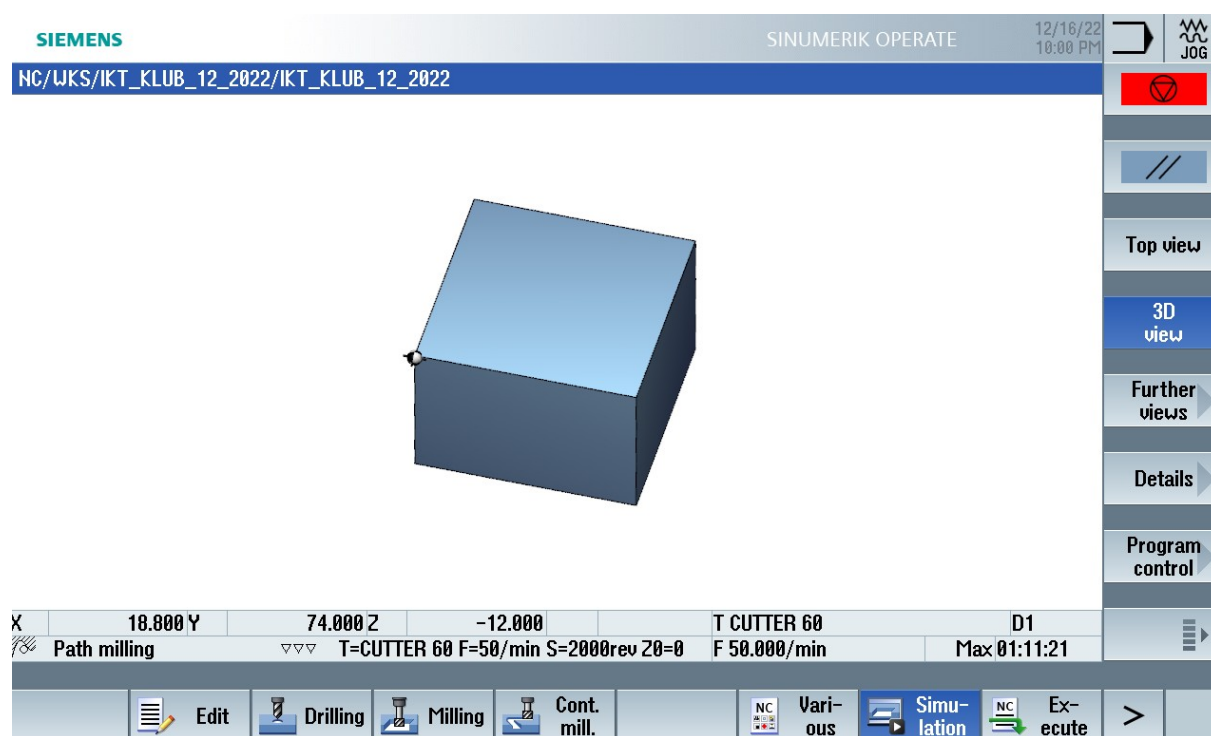 SIEMENS
SINUMERIK OPERATE
12/16/22
10:00 PM
JOG
NC/WKS/IKT_KLUB_12_2022/IKT_KLUB_12_2022
Top view
3D
view
Further
views
Details
Program
control
X 18.800 Y 74.000 Z -12.000 T CUTTER 60 D1
Path milling ▽▽▽ T=CUTTER 60 F=50/min S=2000rev Z0=0 F 50.000/min Max 01:11:21
Edit
Drilling
Milling
Cont.
mill.
NC
Vari-
ous
Simu-
lation
NC
Ex-
ecute
>